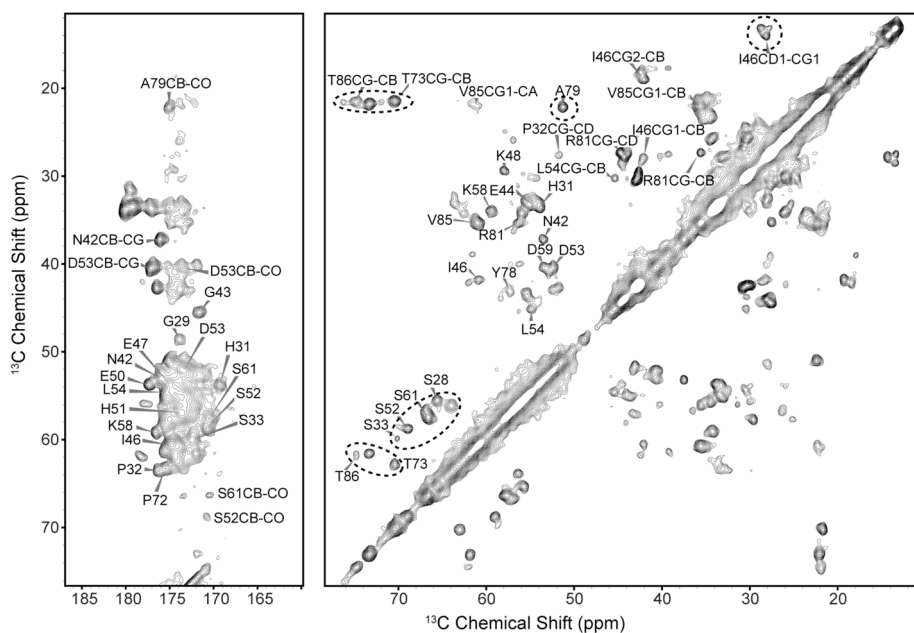 20
30
40
50
60
70
¹³C Chemical Shift (ppm)
185
180
175
170
165
160
A79CB-CO
N42CB-CG
D53CB-CG
D53CB-CO
G43
G29
D53
E47
N42
H31
E50
S61
L54
S52
H51
S33
K58
I46
P32
S61CB-CO
P72
S52CB-CO
I46CD1-CG1
I46CG2-CB
T86CG-CB
T73CG-CB
V85CG1-CA
A79
V85CG1-CB
P32CG-CD
R81CG-CD
I46CG1-CB
K48
L54CG-CB
R81CG-CB
K58
E44
H31
V85
R81
N42
D59
D53
I46
Y78
L54
S28
S61
S52
S33
T86
T73
70
60
50
40
30
20
¹³C Chemical Shift (ppm)